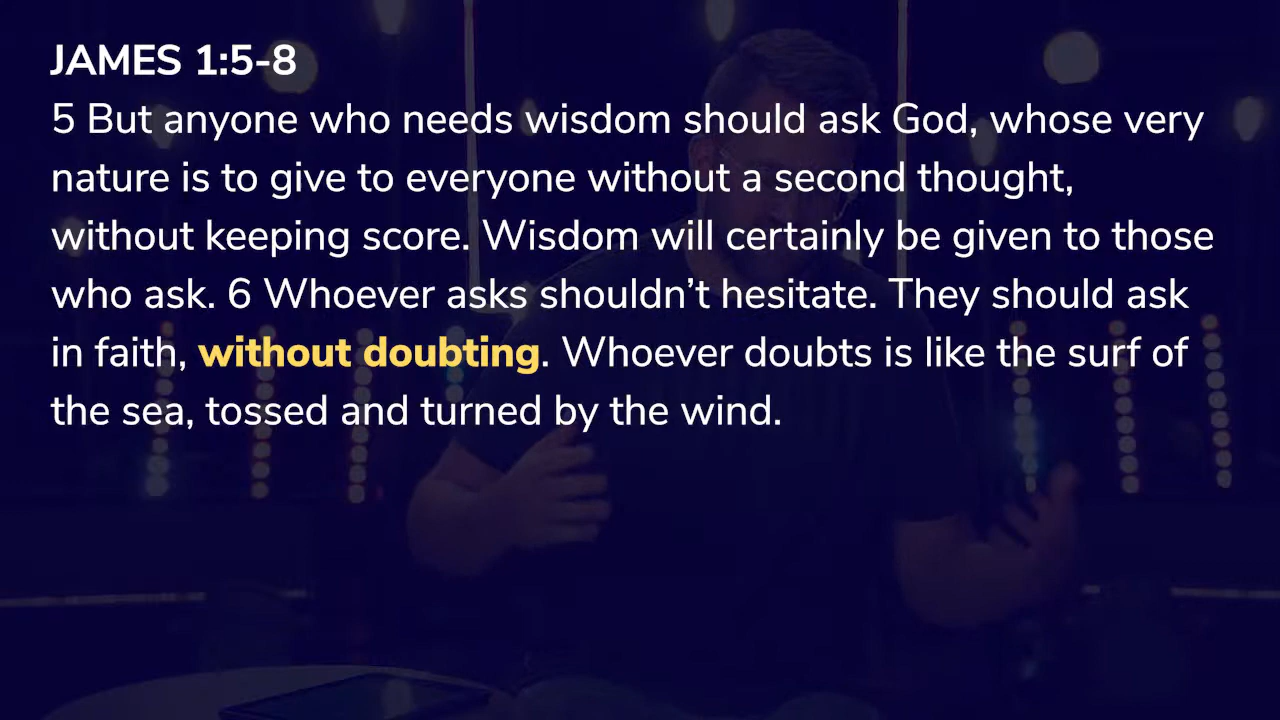 JAMES 1:5-8
5 But anyone who needs wisdom should ask God, whose very
nature is to give to everyone without a second thought,
without keeping score. Wisdom will certainly be given to those
who ask. 6 Whoever asks shouldn’t hesitate. They should ask
in faith, without doubting. Whoever doubts is like the surf of
the sea, tossed and turned by the wind.